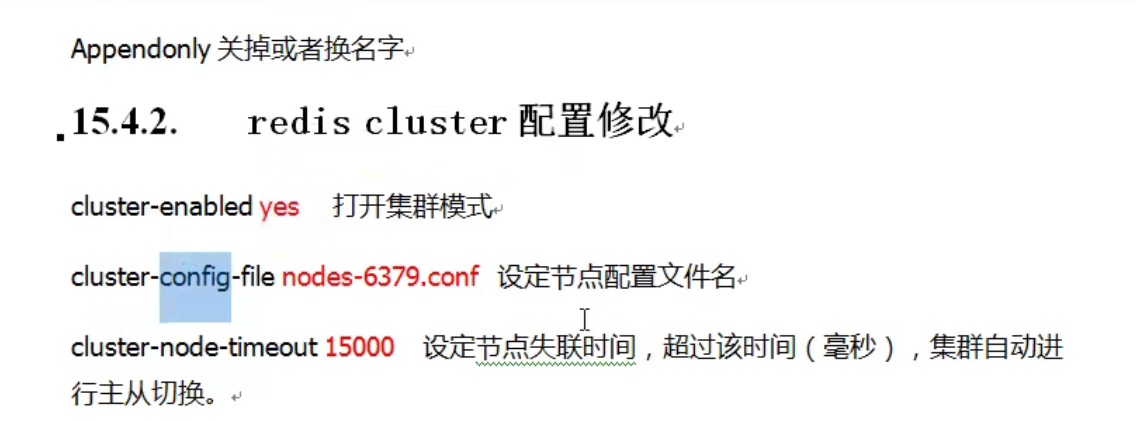 Appendonly 关掉或者换名字
15.4.2. redis cluster 配置修改
cluster-enabled yes 打开集群模式
cluster-config-file nodes-6379.conf 设定节点配置文件名
cluster-node-timeout 15000 设定节点失联时间，超过该时间（毫秒），集群自动进
行主从切换。